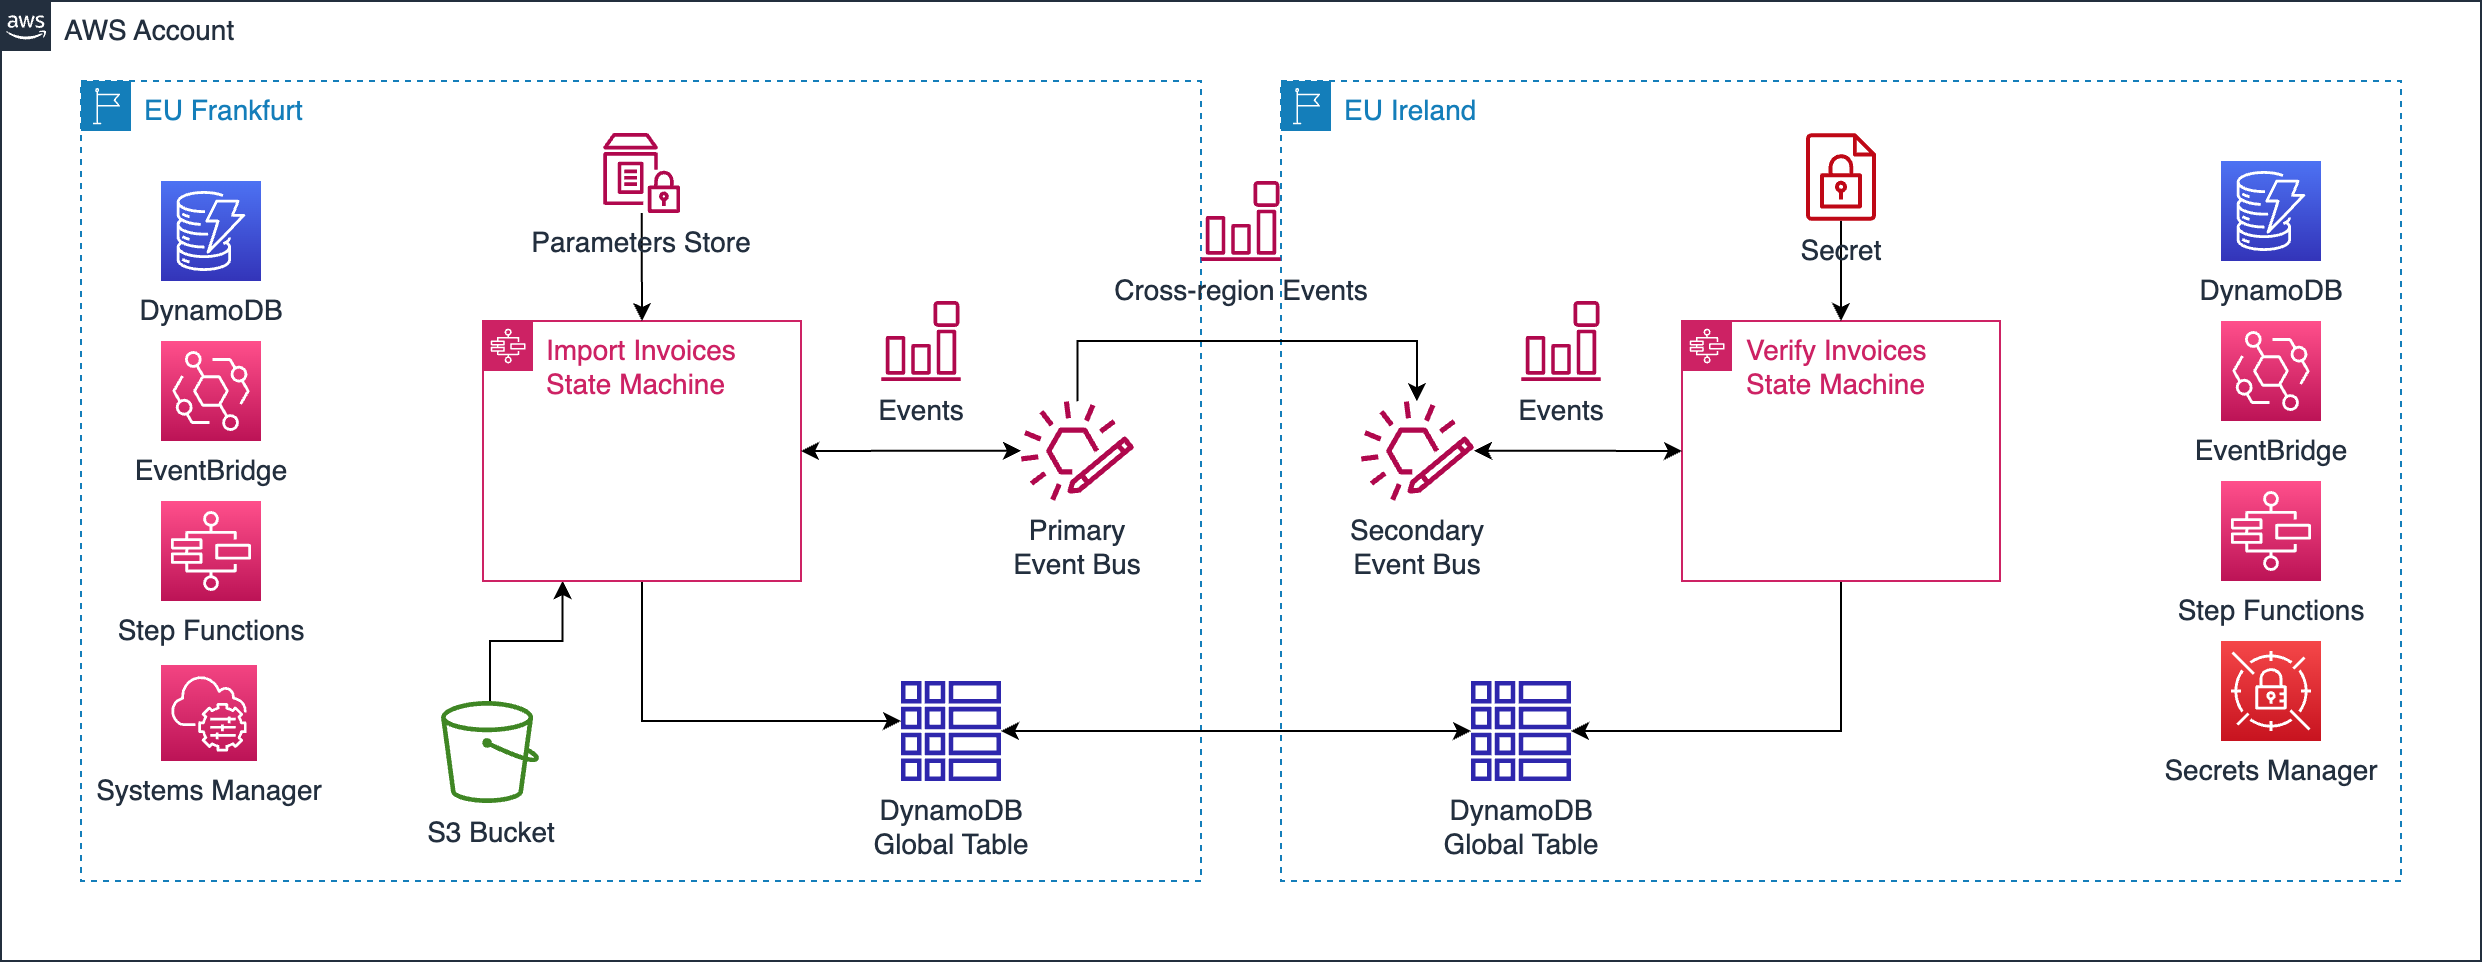 aws
AWS Account
EU Frankfurt
DynamoDB
EventBridge
Step Functions
Systems Manager
Parameters Store
Import Invoices
State Machine
S3 Bucket
Events
Primary
Event Bus
DynamoDB
Global Table
Cross-region Events
EU Ireland
Secondary
Event Bus
Events
DynamoDB
Global Table
Secret
Verify Invoices
State Machine
DynamoDB
EventBridge
Step Functions
Secrets Manager